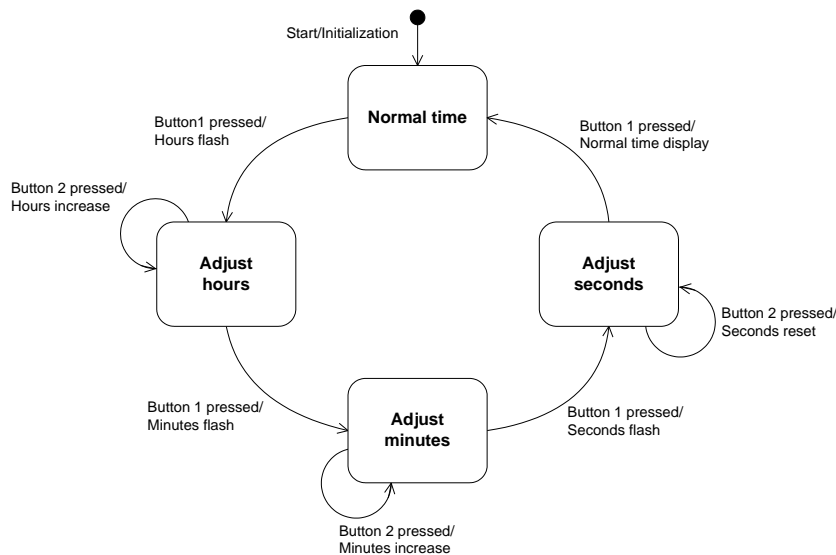 Start/Initialization
Normal time
Button1 pressed/
Hours flash
Button 1 pressed/
Normal time display
Button 2 pressed/
Hours increase
Adjust
hours
Adjust
seconds
Button 2 pressed/
Seconds reset
Button 1 pressed/
Minutes flash
Adjust
minutes
Button 1 pressed/
Seconds flash
Button 2 pressed/
Minutes increase